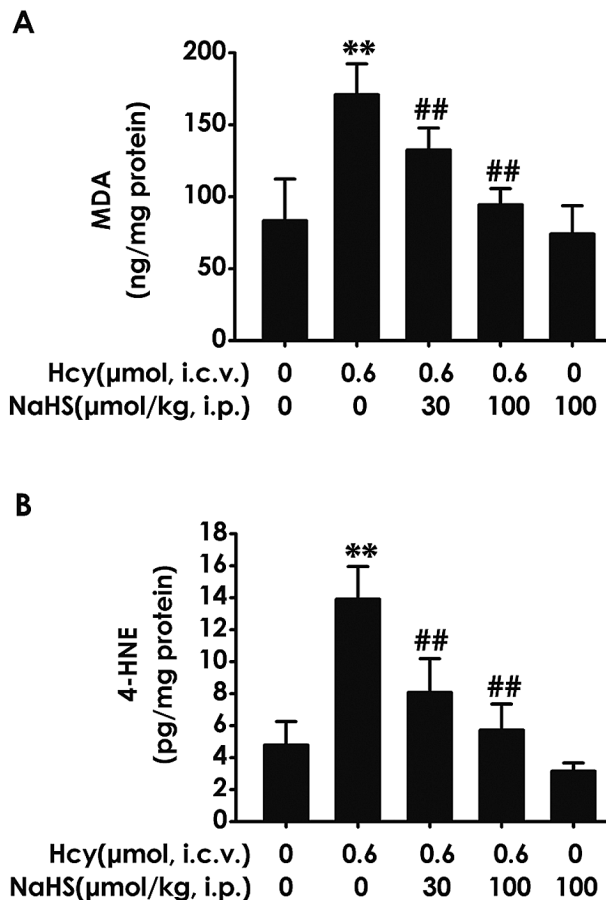 A
MDA
(ng/mg protein)
200
150
100
50
0
**
##
##
Hcy(µmol, i.c.v.) 0 0.6 0.6 0.6 0
NaHS(µmol/kg, i.p.) 0 0 30 100 100
B
4-HNE
(pg/mg protein)
18
16
14
12
10
8
6
4
2
0
**
##
##
Hcy(µmol, i.c.v.) 0 0.6 0.6 0.6 0
NaHS(µmol/kg, i.p.) 0 0 30 100 100